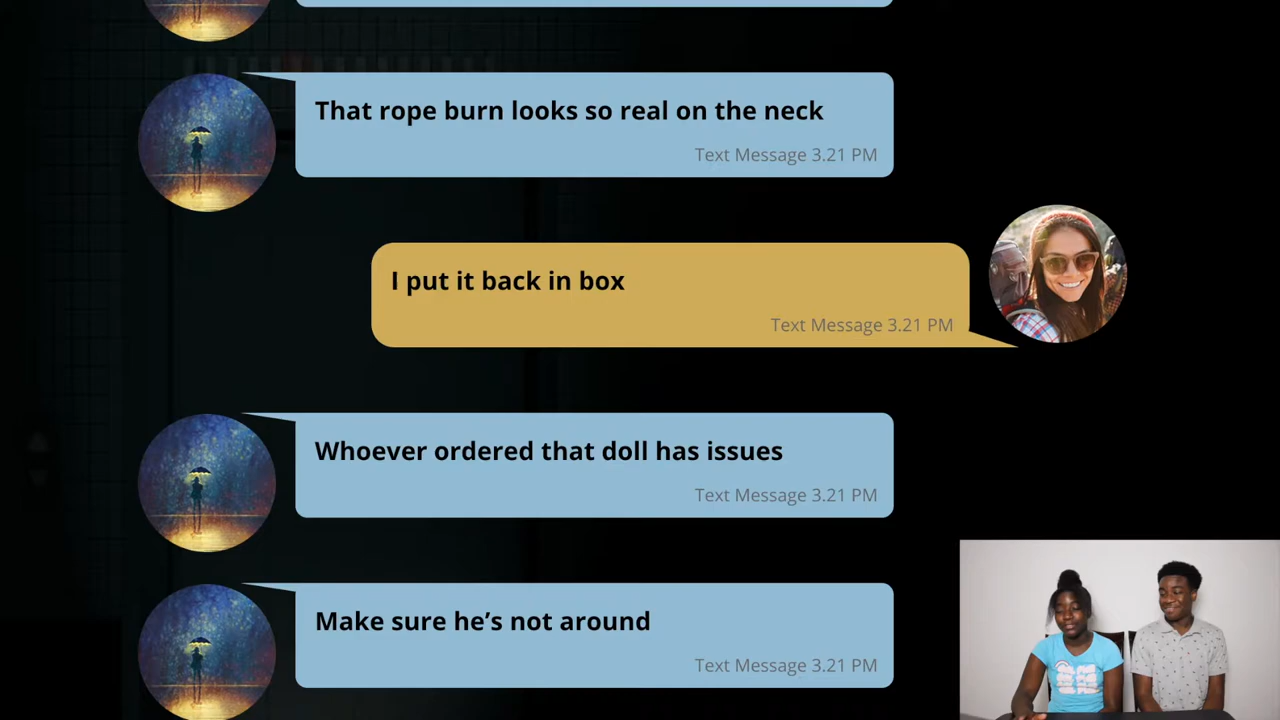 That rope burn looks so real on the neck
Text Message 3.21 PM
I put it back in box
Text Message 3.21 PM
Whoever ordered that doll has issues
Text Message 3.21 PM
Make sure he’s not around
Text Message 3.21 PM